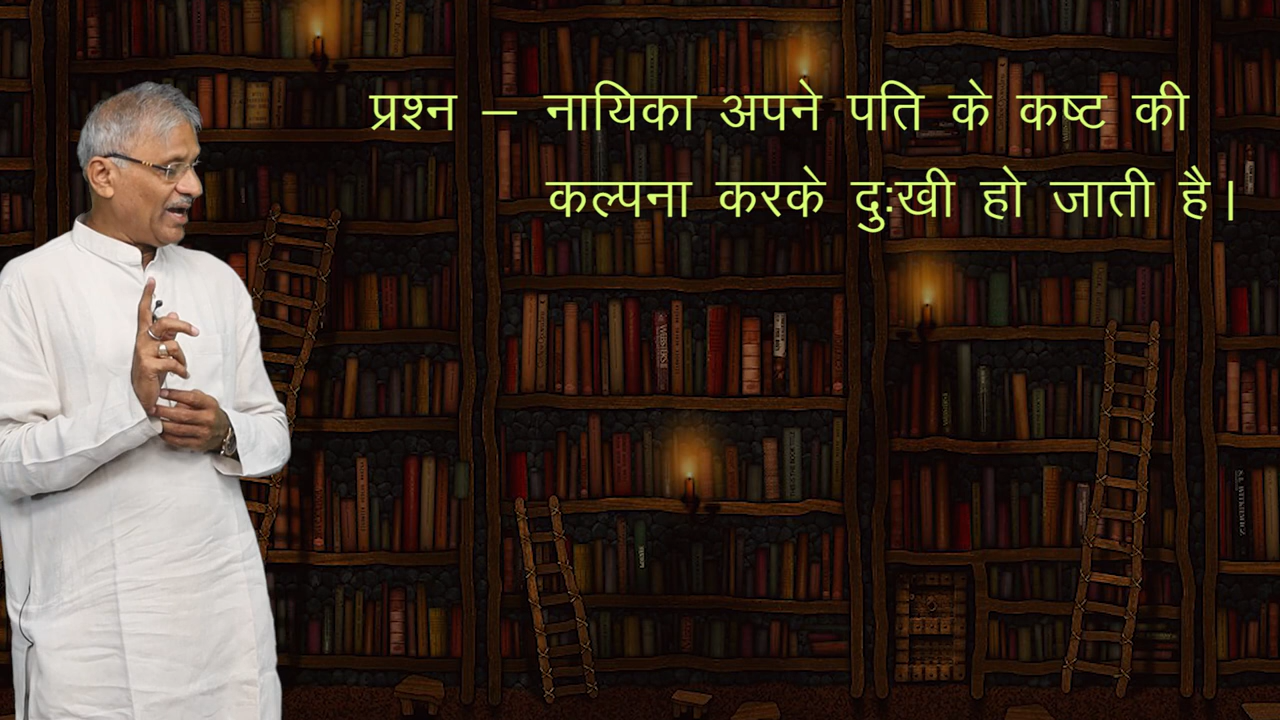 प्रश्न – नायिका अपने पति के कष्ट की
कल्पना करके दुःखी हो जाती है।